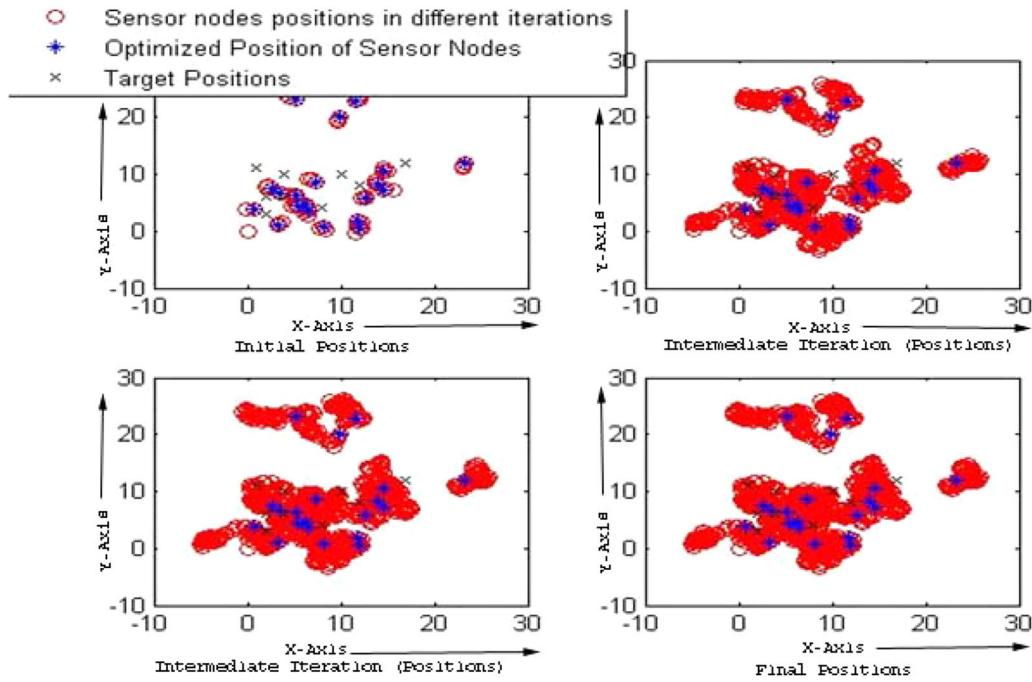 Sensor nodes positions in different iterations
Optimized Position of Sensor Nodes
Target Positions
20
10
0
-10
-10 0 10 20 30
Y-Axis
X-Axis
Initial Positions
20
10
0
-10
-10 0 10 20 30
Y-Axis
X-Axis
Intermediate Iteration (Positions)
30
20
10
0
-10
-10 0 10 20 30
Y-Axis
X-Axis
Intermediate Iteration (Positions)
30
20
10
0
-10
-10 0 10 20 30
Y-Axis
X-Axis
Final Positions